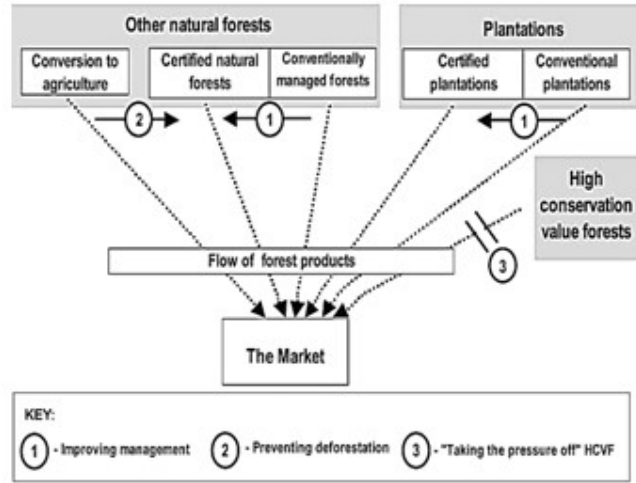 Other natural forests
Plantations
Conversion to
agriculture
Certified natural
forests
Conventionally
managed forests
Certified
plantations
Conventional
plantations
2
1
1
High
conservation
value forests
3
Flow of forest products
The Market
KEY:
1 - Improving management
2 - Preventing deforestation
3 - "Taking the pressure off" HCVF